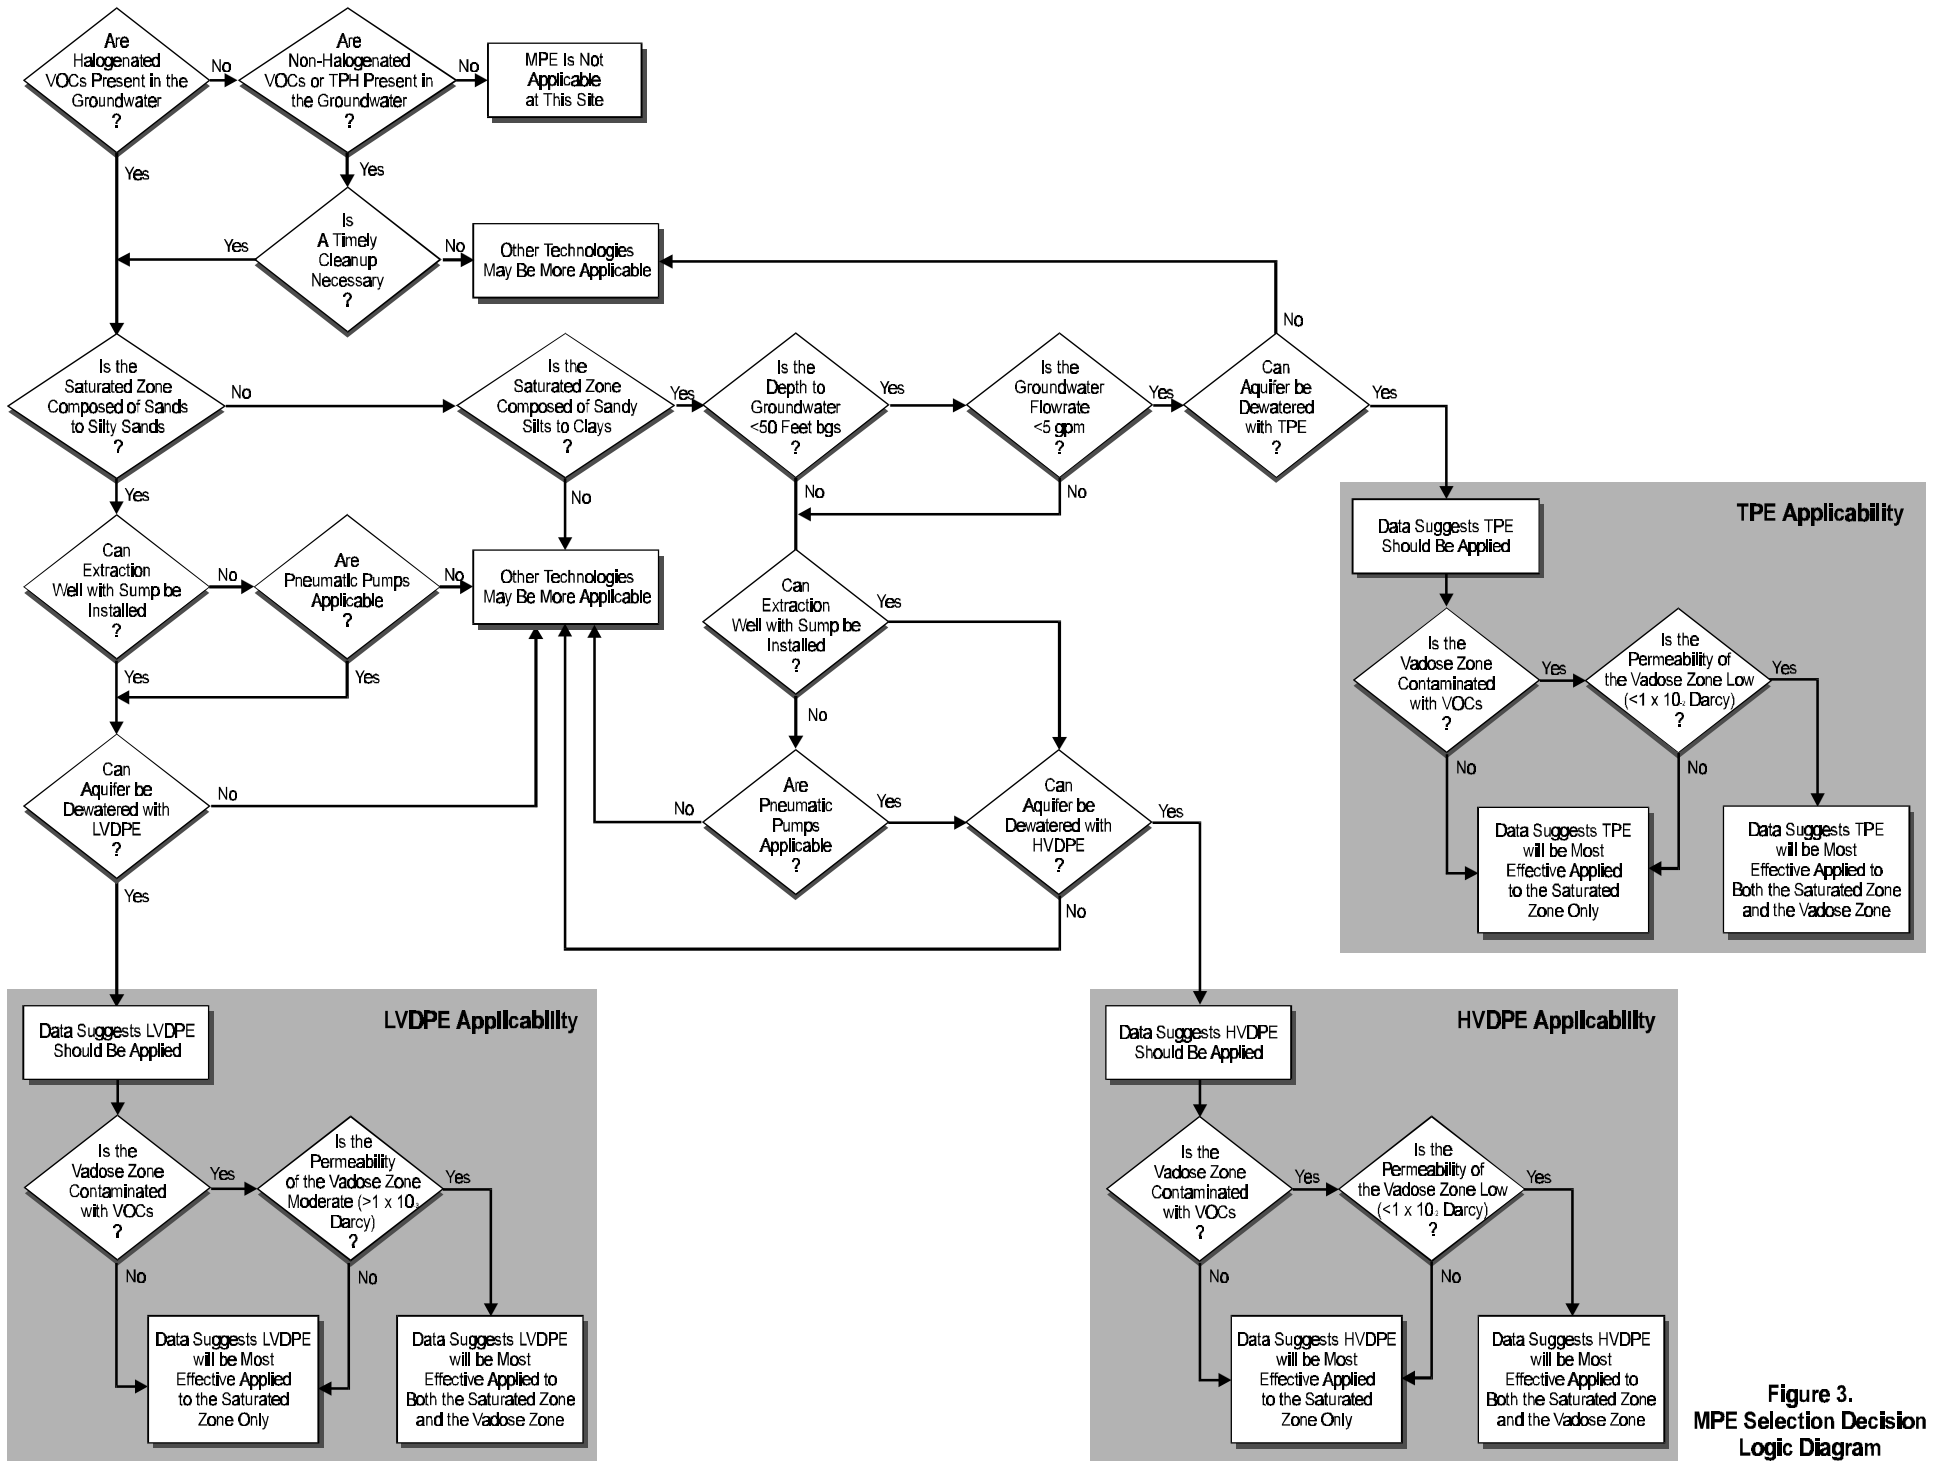 Are
Halogenated
VOCs Present in the
Groundwater
?
No
Are
Non-Halogenated
VOCs or TPH Present in
the Groundwater
?
No
MPE Is Not
Applicable
at This Site
Yes
Yes
Is
A Timely
Cleanup
Necessary
?
Yes
No
Other Technologies
May Be More Applicable
No
Is the
Saturated Zone
Composed of Sands
to Silty Sands
?
No
Is the
Saturated Zone
Composed of Sandy
Silts to Clays
?
Yes
Is the
Depth to
Groundwater
<50 Feet bgs
?
Yes
Is the
Groundwater
Flowrate
<5 gpm
?
Yes
Can
Aquifer be
Dewatered
with TPE
?
Yes
Yes
No
No
No
Can
Extraction
Well with Sump be
Installed
?
No
Are
Pneumatic Pumps
Applicable
?
No
Other Technologies
May Be More Applicable
Can
Extraction
Well with Sump be
Installed
?
Yes
Yes
Yes
No
Can
Aquifer be
Dewatered with
LVDPE
?
No
Yes
No
Are
Pneumatic
Pumps
Applicable
?
Yes
Can
Aquifer be
Dewatered with
HVDPE
?
Yes
No
TPE Applicability
Data Suggests TPE
Should Be Applied
Is the
Vadose Zone
Contaminated
with VOCs
?
Yes
Is the
Permeability of
the Vadose Zone Low
(<1 x 10-2 Darcy)
?
Yes
No
No
Data Suggests TPE
will be Most
Effective Applied
to the Saturated
Zone Only
Data Suggests TPE
will be Most
Effective Applied to
Both the Saturated Zone
and the Vadose Zone
LVDPE Applicability
Data Suggests LVDPE
Should Be Applied
Is the
Vadose Zone
Contaminated
with VOCs
?
Yes
Is the
Permeability
of the Vadose Zone
Moderate (>1 x 10
Darcy)
?
Yes
No
No
Data Suggests LVDPE
will be Most
Effective Applied
to the Saturated
Zone Only
Data Suggests LVDPE
will be Most
Effective Applied to
Both the Saturated Zone
and the Vadose Zone
HVDPE Applicability
Data Suggests HVDPE
Should Be Applied
Is the
Vadose Zone
Contaminated
with VOCs
?
Yes
Is the
Permeability of
the Vadose Zone Low
(<1 x 10-2 Darcy)
?
Yes
No
No
Data Suggests HVDPE
will be Most
Effective Applied
to the Saturated
Zone Only
Data Suggests HVDPE
will be Most
Effective Applied to
Both the Saturated Zone
and the Vadose Zone
Figure 3.
MPE Selection Decision
Logic Diagram